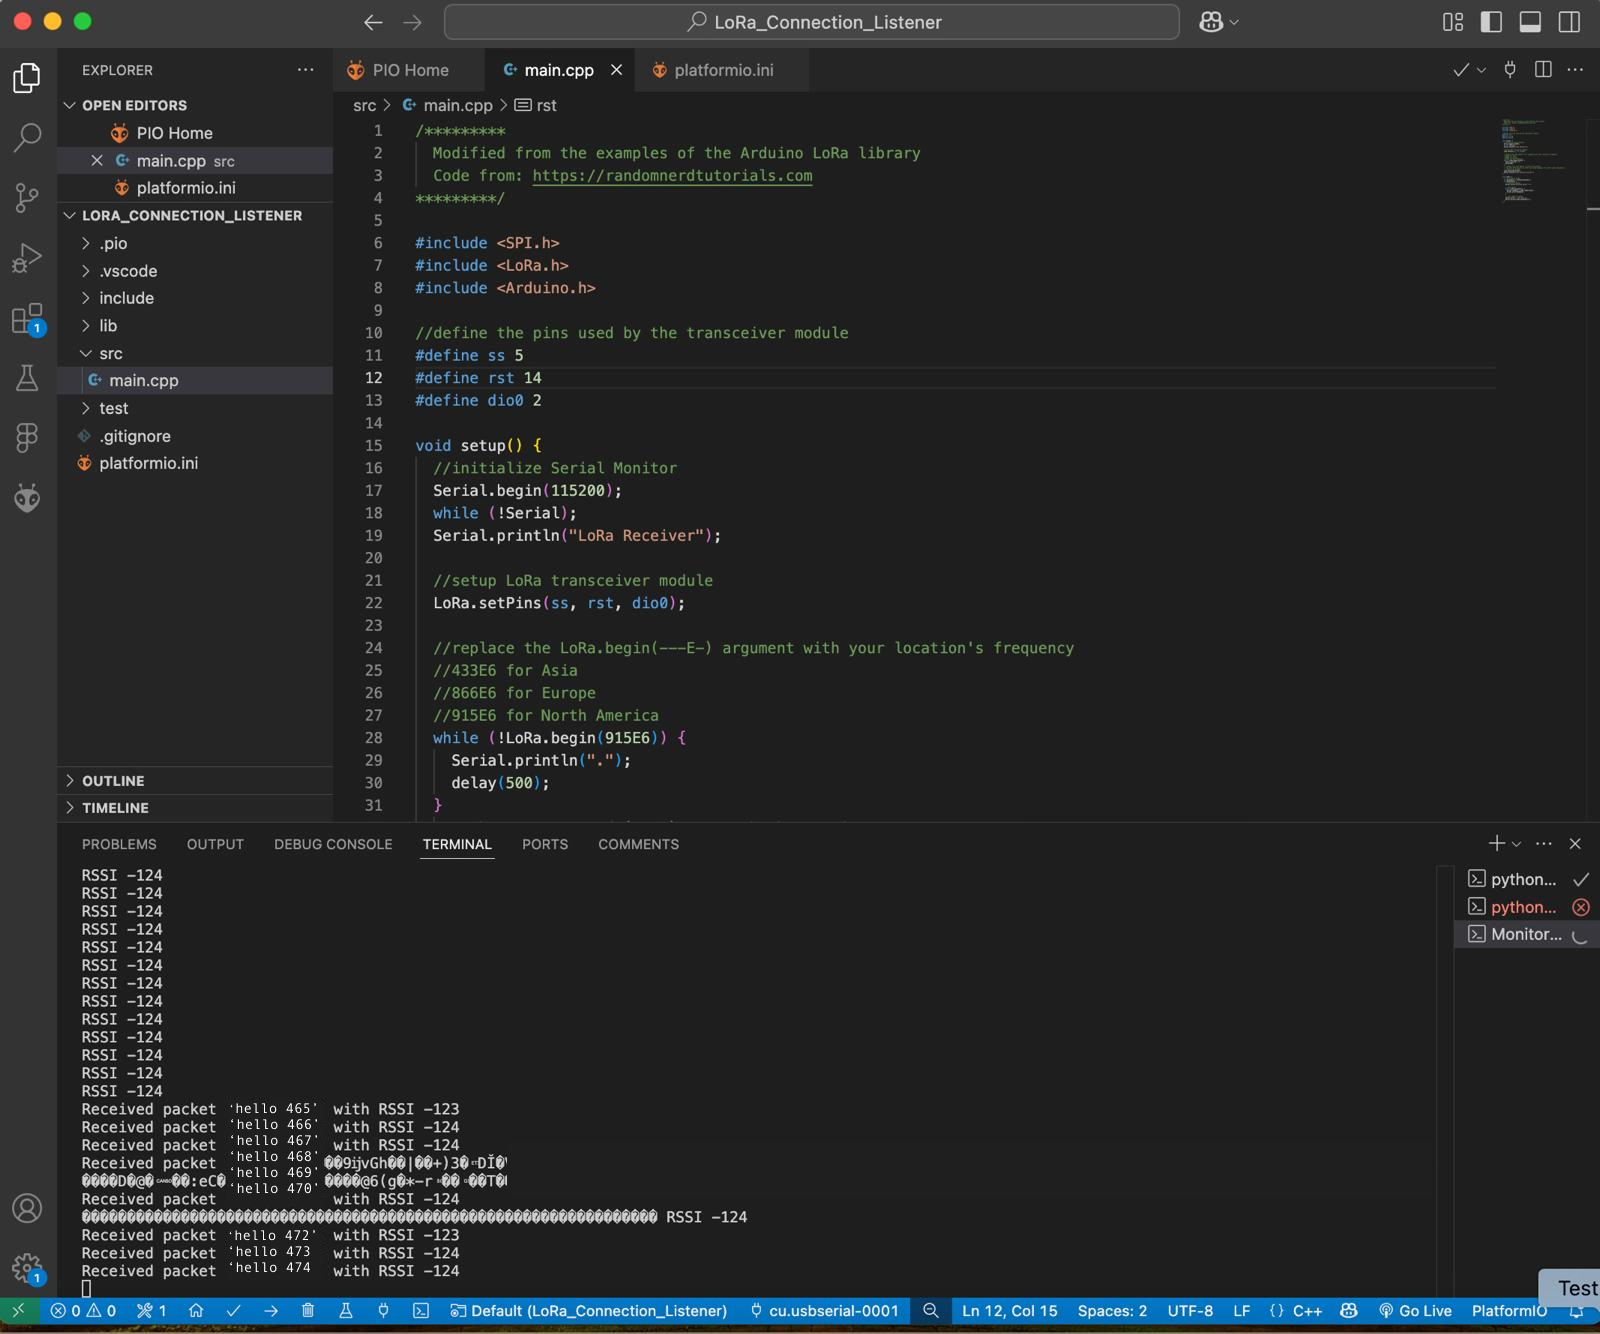 LoRa_Connection_Listener
EXPLORER
OPEN EDITORS
PIO Home
main.cpp src
platformio.ini
LORA_CONNECTION_LISTENER
.pio
.vscode
include
lib
src
main.cpp
test
.gitignore
platformio.ini
OUTLINE
TIMELINE
1
1
PIO Home
main.cpp
platformio.ini
src > main.cpp > rst
1 /*********
2 Modified from the examples of the Arduino LoRa library
3 Code from: https://randomnerdtutorials.com
4 *********/
5
6 #include <SPI.h>
7 #include <LoRa.h>
8 #include <Arduino.h>
9
10 //define the pins used by the transceiver module
11 #define ss 5
12 #define rst 14
13 #define dio0 2
14
15 void setup() {
16 //initialize Serial Monitor
17 Serial.begin(115200);
18 while (!Serial);
19 Serial.println("LoRa Receiver");
20
21 //setup LoRa transceiver module
22 LoRa.setPins(ss, rst, dio0);
23
24 //replace the LoRa.begin(---E-) argument with your location's frequency
25 //433E6 for Asia
26 //866E6 for Europe
27 //915E6 for North America
28 while (!LoRa.begin(915E6)) {
29 Serial.println(".");
30 delay(500);
31 }
PROBLEMS OUTPUT DEBUG CONSOLE TERMINAL PORTS COMMENTS
RSSI -124
RSSI -124
RSSI -124
RSSI -124
RSSI -124
RSSI -124
RSSI -124
RSSI -124
RSSI -124
RSSI -124
RSSI -124
RSSI -124
RSSI -124
Received packet 'hello 465' with RSSI -123
Received packet 'hello 466' with RSSI -124
Received packet 'hello 467' with RSSI -124
Received packet 'hello 468'
'hello 469'
Received packet 'hello 470' with RSSI -124
RSSI -124
Received packet 'hello 472' with RSSI -123
Received packet 'hello 473 with RSSI -124
Received packet 'hello 474 with RSSI -124
python...
python...
Monitor...
Test
0 0 1 Default (LoRa_Connection_Listener) cu.usbserial-0001 Ln 12, Col 15 Spaces: 2 UTF-8 LF {} C++ Go Live PlatformIO